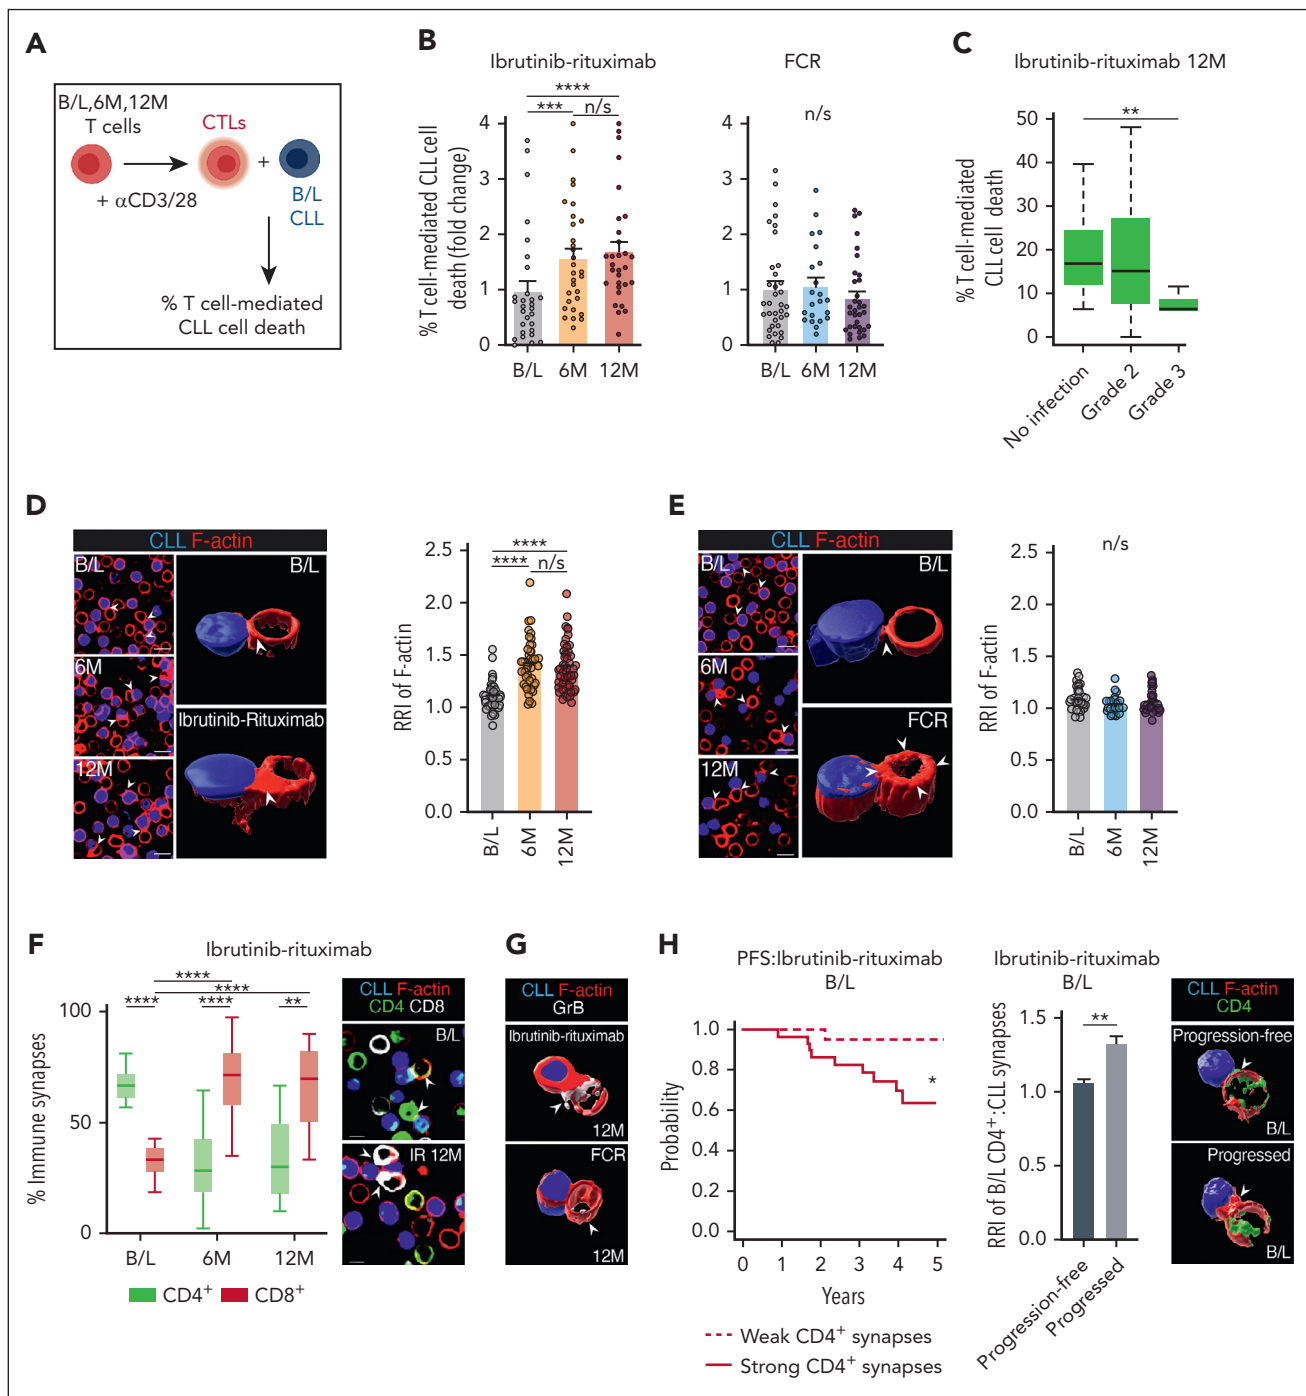 A
B/L,6M,12M
T cells
CTLs
+
+ αCD3/28
B/L
CLL
% T cell-mediated
CLL cell death
B
Ibrutinib-rituximab
% T cell-mediated CLL cell
death (fold change)
4
3
2
1
0
****
***
n/s
B/L
6M
12M
FCR
n/s
4
3
2
1
0
B/L
6M
12M
C
Ibrutinib-rituximab 12M
% T cell-mediated
CLL cell death
50
40
30
20
10
0
**
No infection
Grade 2
Grade 3
D
CLL F-actin
B/L
6M
12M
B/L
Ibrutinib-Rituximab
RRI of F-actin
2.5
2.0
1.5
1.0
0.5
0.0
****
****
n/s
B/L
6M
12M
E
CLL F-actin
B/L
6M
12M
B/L
FCR
RRI of F-actin
2.5
2.0
1.5
1.0
0.5
0.0
n/s
B/L
6M
12M
F
Ibrutinib-rituximab
% Immune synapses
100
50
0
****
****
****
****
**
B/L
6M
12M
CD4+
CD8+
CLL F-actin
CD4 CD8
B/L
IR 12M
G
CLL F-actin
GrB
Ibrutinib-rituximab
12M
FCR
12M
H
PFS:Ibrutinib-rituximab
B/L
Probability
1.0
0.8
0.6
0.4
0.2
0.0
*
0 1 2 3 4 5
Years
Weak CD4+ synapses
Strong CD4+ synapses
Ibrutinib-rituximab
B/L
RRI of B/L CD4+:CLL synapses
1.5
1.0
0.5
0.0
**
Progression-free
Progressed
CLL F-actin
CD4
Progression-free
B/L
Progressed
B/L